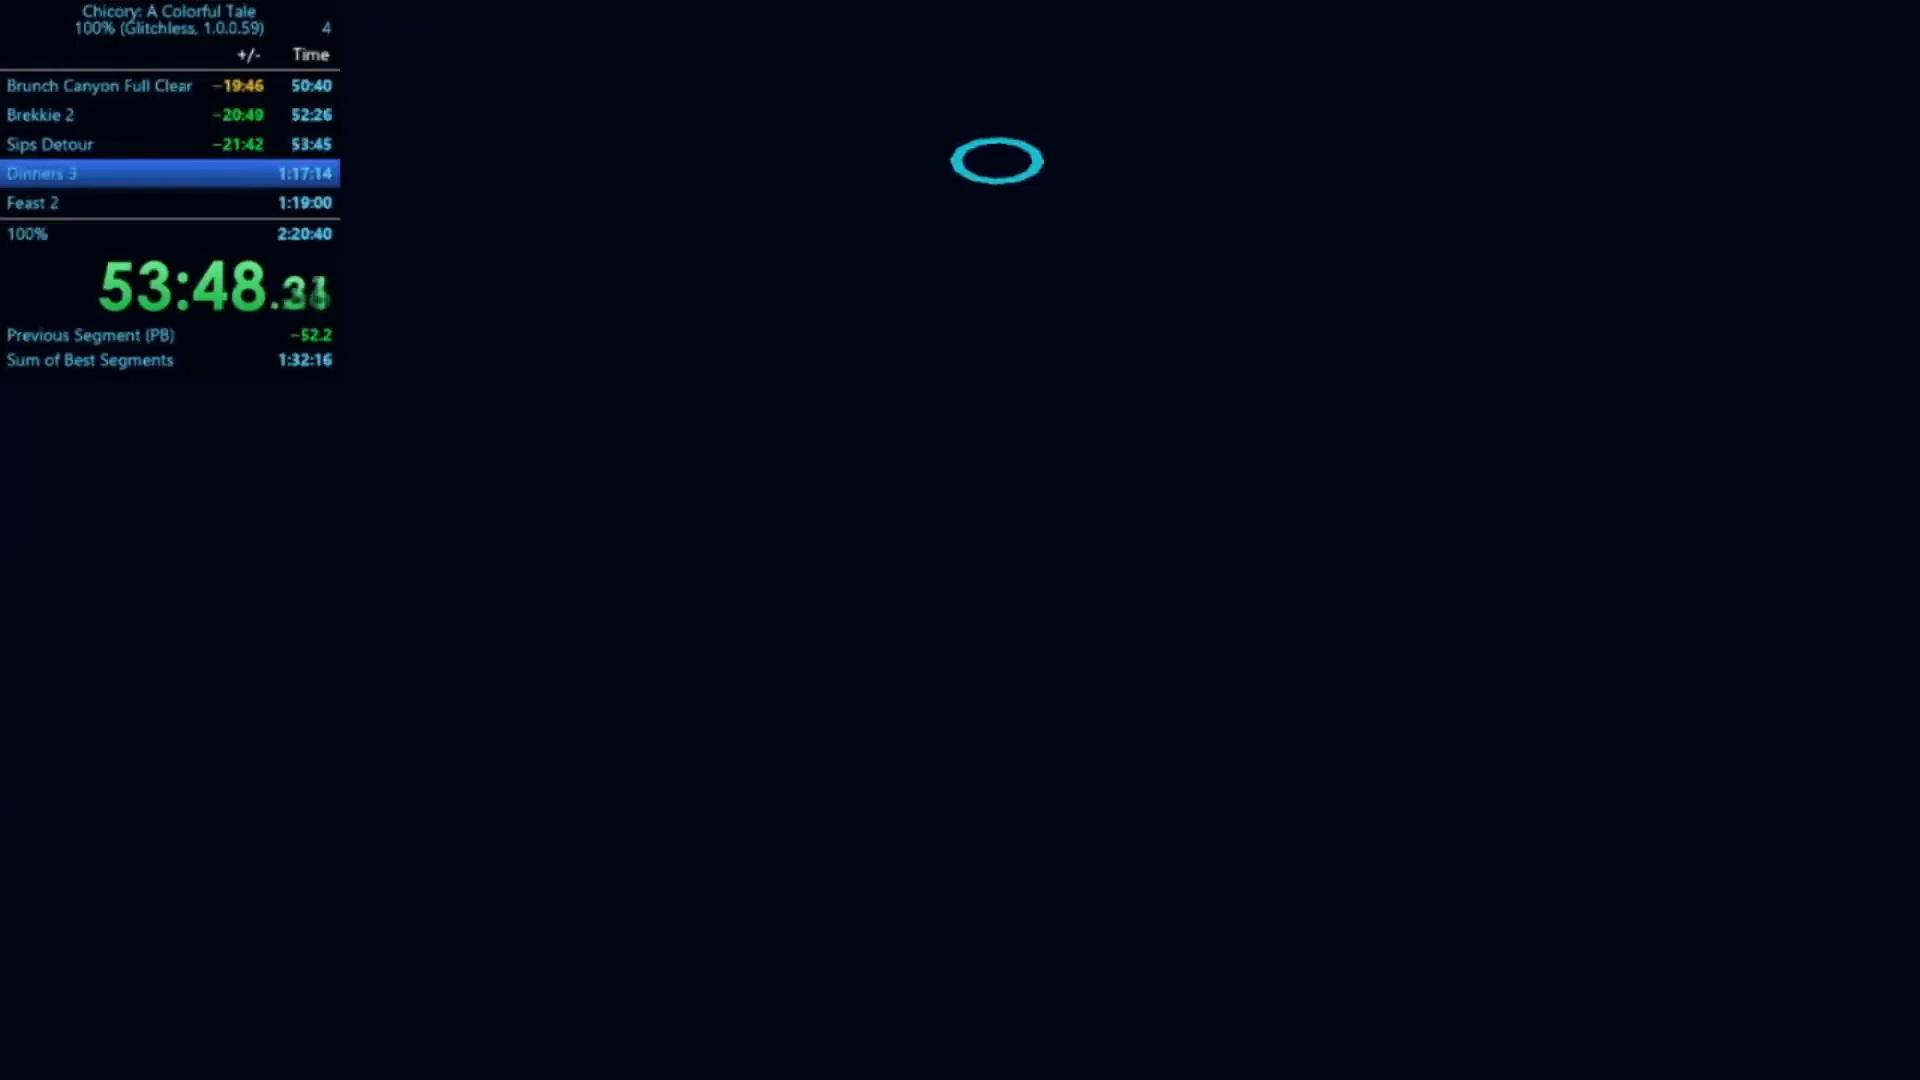 Chicory: A Colorful Tale
100% (Glitchless, 1.0.0.59) 4
+/- Time
Brunch Canyon Full Clear −19:46 50:40
Brekkie 2 −20:49 52:26
Sips Detour −21:42 53:45
Dinners 3 1:17:14
Feast 2 1:19:00
100% 2:20:40
53:48.
Previous Segment (PB) −52.2
Sum of Best Segments 1:32:16